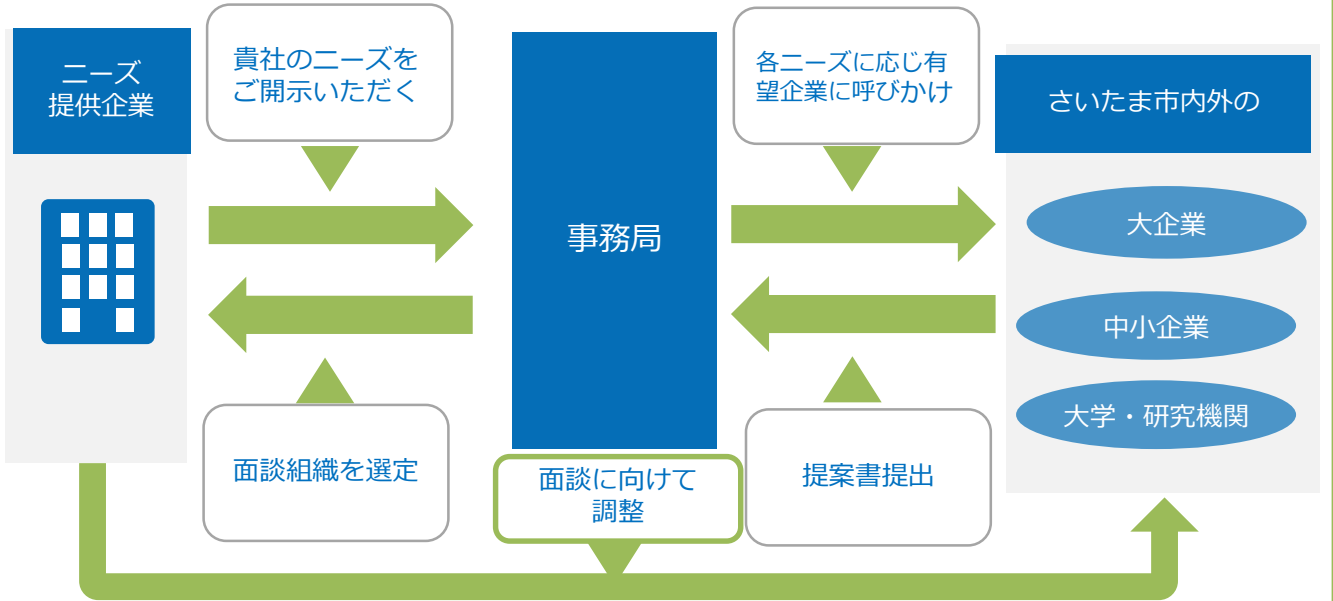 ニーズ
提供企業
貴社のニーズを
ご開示いただく
事務局
各ニーズに応じ有
望企業に呼びかけ
さいたま市内外の
大企業
中小企業
大学・研究機関
面談組織を選定
面談に向けて
調整
提案書提出